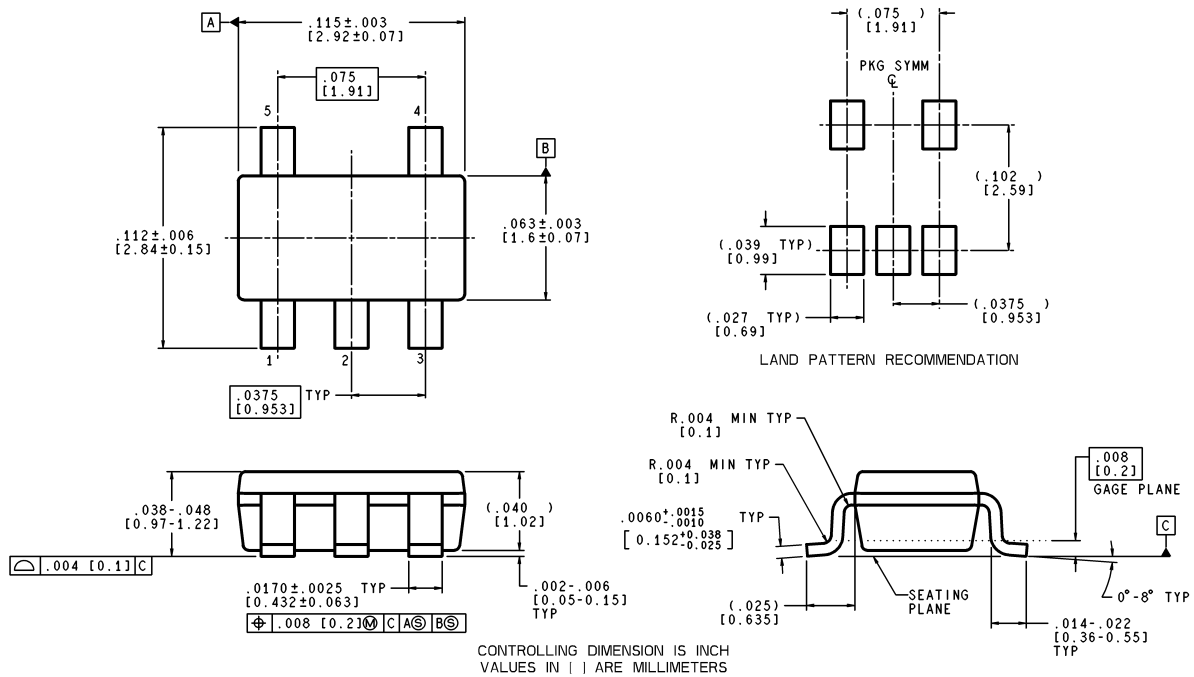 A
.115±.003
[2.92±0.07]
.075
[1.91]
5
4
B
.112±.006
[2.84±0.15]
.063±.003
[1.6±0.07]
1
2
3
.0375 TYP
[0.953]
(.075 )
[1.91]
PKG SYMM
℄
(.102 )
[2.59]
(.039 TYP)
[0.99]
(.027 TYP)
[0.69]
(.0375 )
[0.953]
LAND PATTERN RECOMMENDATION
.038-.048
[0.97-1.22]
(.040 )
[1.02]
⌓ .004 [0.1] C
.0170±.0025 TYP
[0.432±0.063]
⌖ .008 [0.2]Ⓜ C AⓈ BⓈ
.002-.006
[0.05-0.15]
TYP
R.004 MIN TYP
[0.1]
R.004 MIN TYP
[0.1]
.008
[0.2]
GAGE PLANE
C
.0060+.0015 -.0010 TYP
[0.152+0.038 -0.025]
SEATING
PLANE
(.025)
[0.635]
0°-8° TYP
.014-.022
[0.36-0.55]
TYP
CONTROLLING DIMENSION IS INCH
VALUES IN [ ] ARE MILLIMETERS